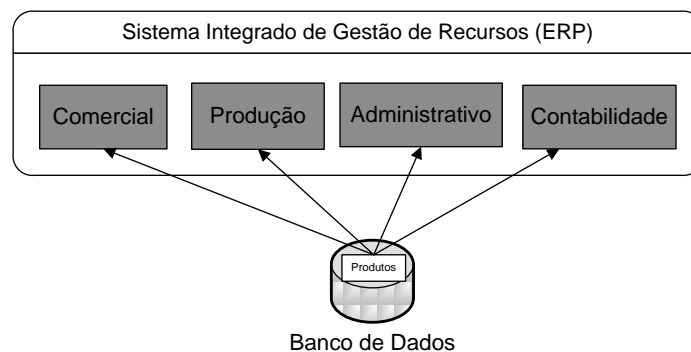 Sistema Integrado de Gestão de Recursos (ERP)
Comercial
Produção
Administrativo
Contabilidade
Produtos
Banco de Dados